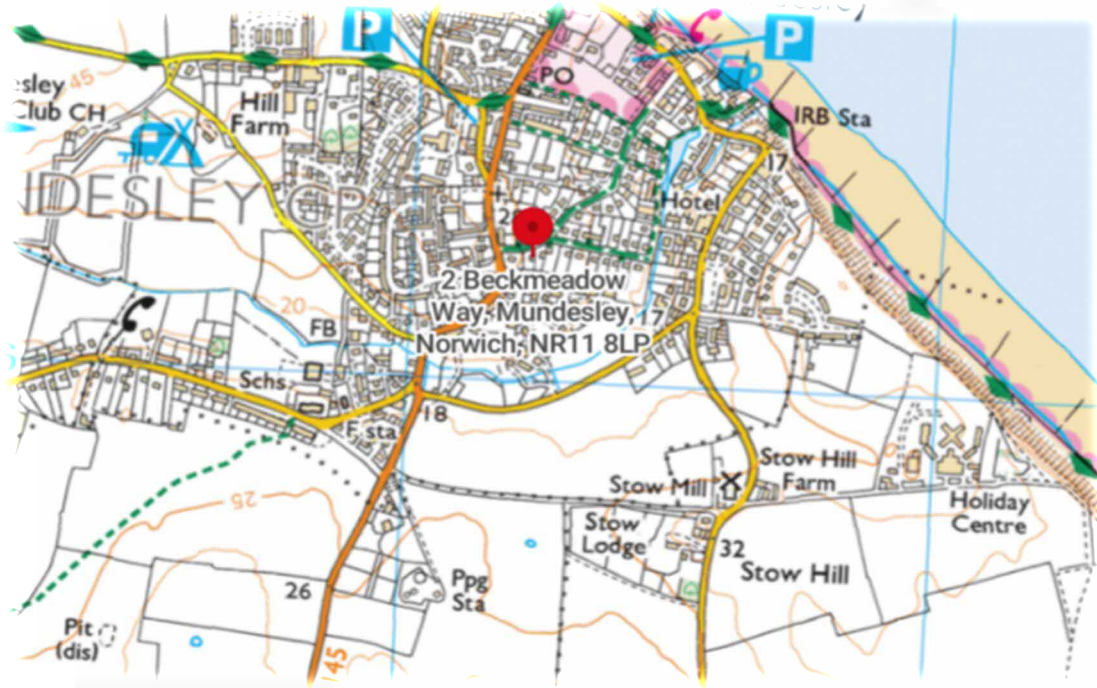 P
P
PO
esley
Club CH
45
Hill
Farm
IRB Sta
17
NDESLEY CP
Hotel
2 Beckmeadow
Way, Mundesley,
Norwich, NR11 8LP
20
17
FB
Schs
18
F Sta
Stow Hill
Farm
Stow Mill
Holiday
Centre
25
Stow
Lodge
32
Stow Hill
Ppg
Sta
26
Pit
(dis)
145